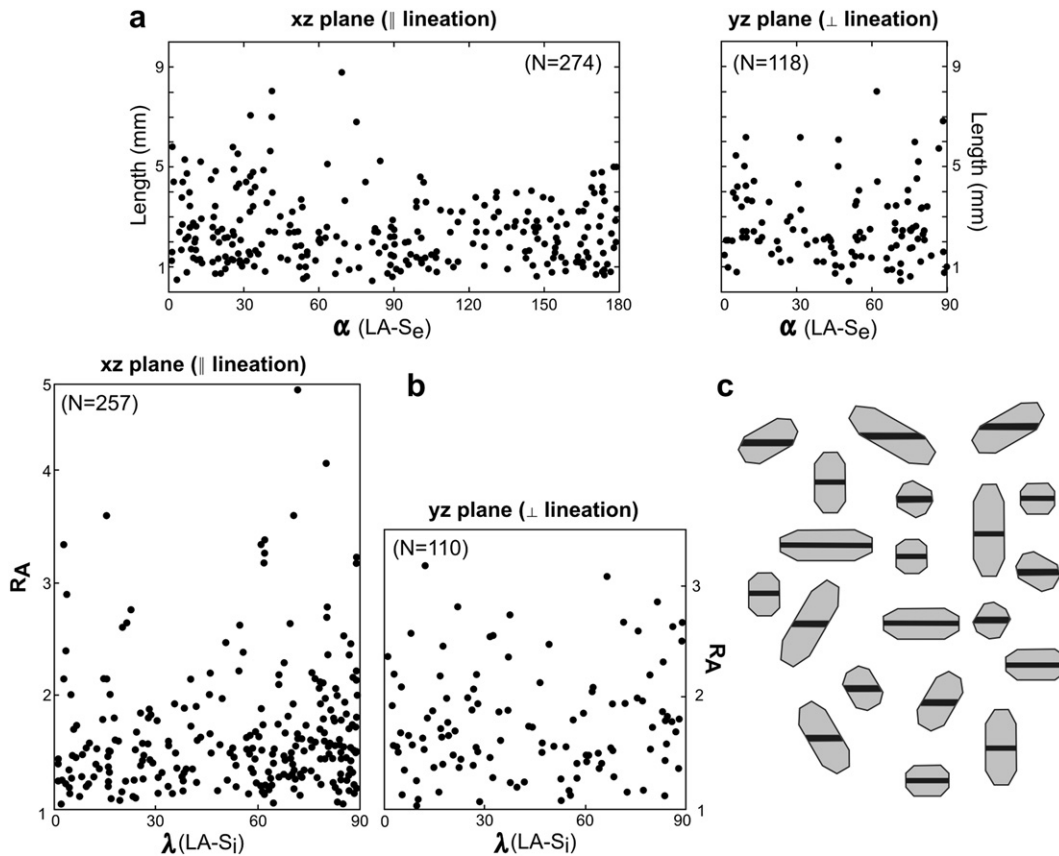 a
xz plane (|| lineation)
yz plane (⊥ lineation)
(N=274)
(N=118)
9
5
1
Length (mm)
9
5
1
Length (mm)
0 30 60 90 120 150 180
0 30 60 90
α (LA-Se)
α (LA-Se)
xz plane (|| lineation)
b
c
(N=257)
5
4
3
2
1
RA
yz plane (⊥ lineation)
(N=110)
3
2
1
RA
0 30 60 90
0 30 60 90
λ (LA-Si)
λ (LA-Si)